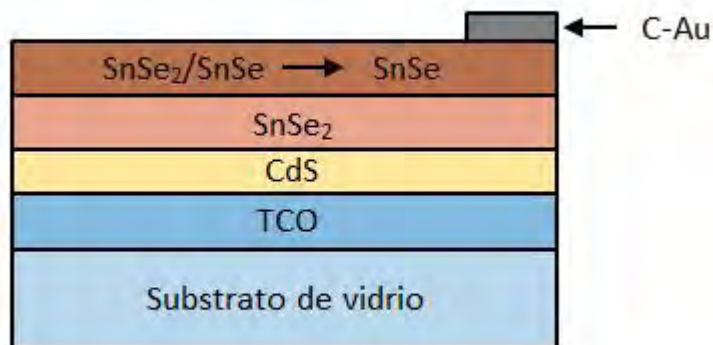 C-Au
SnSe₂/SnSe → SnSe
SnSe₂
CdS
TCO
Substrato de vidrio